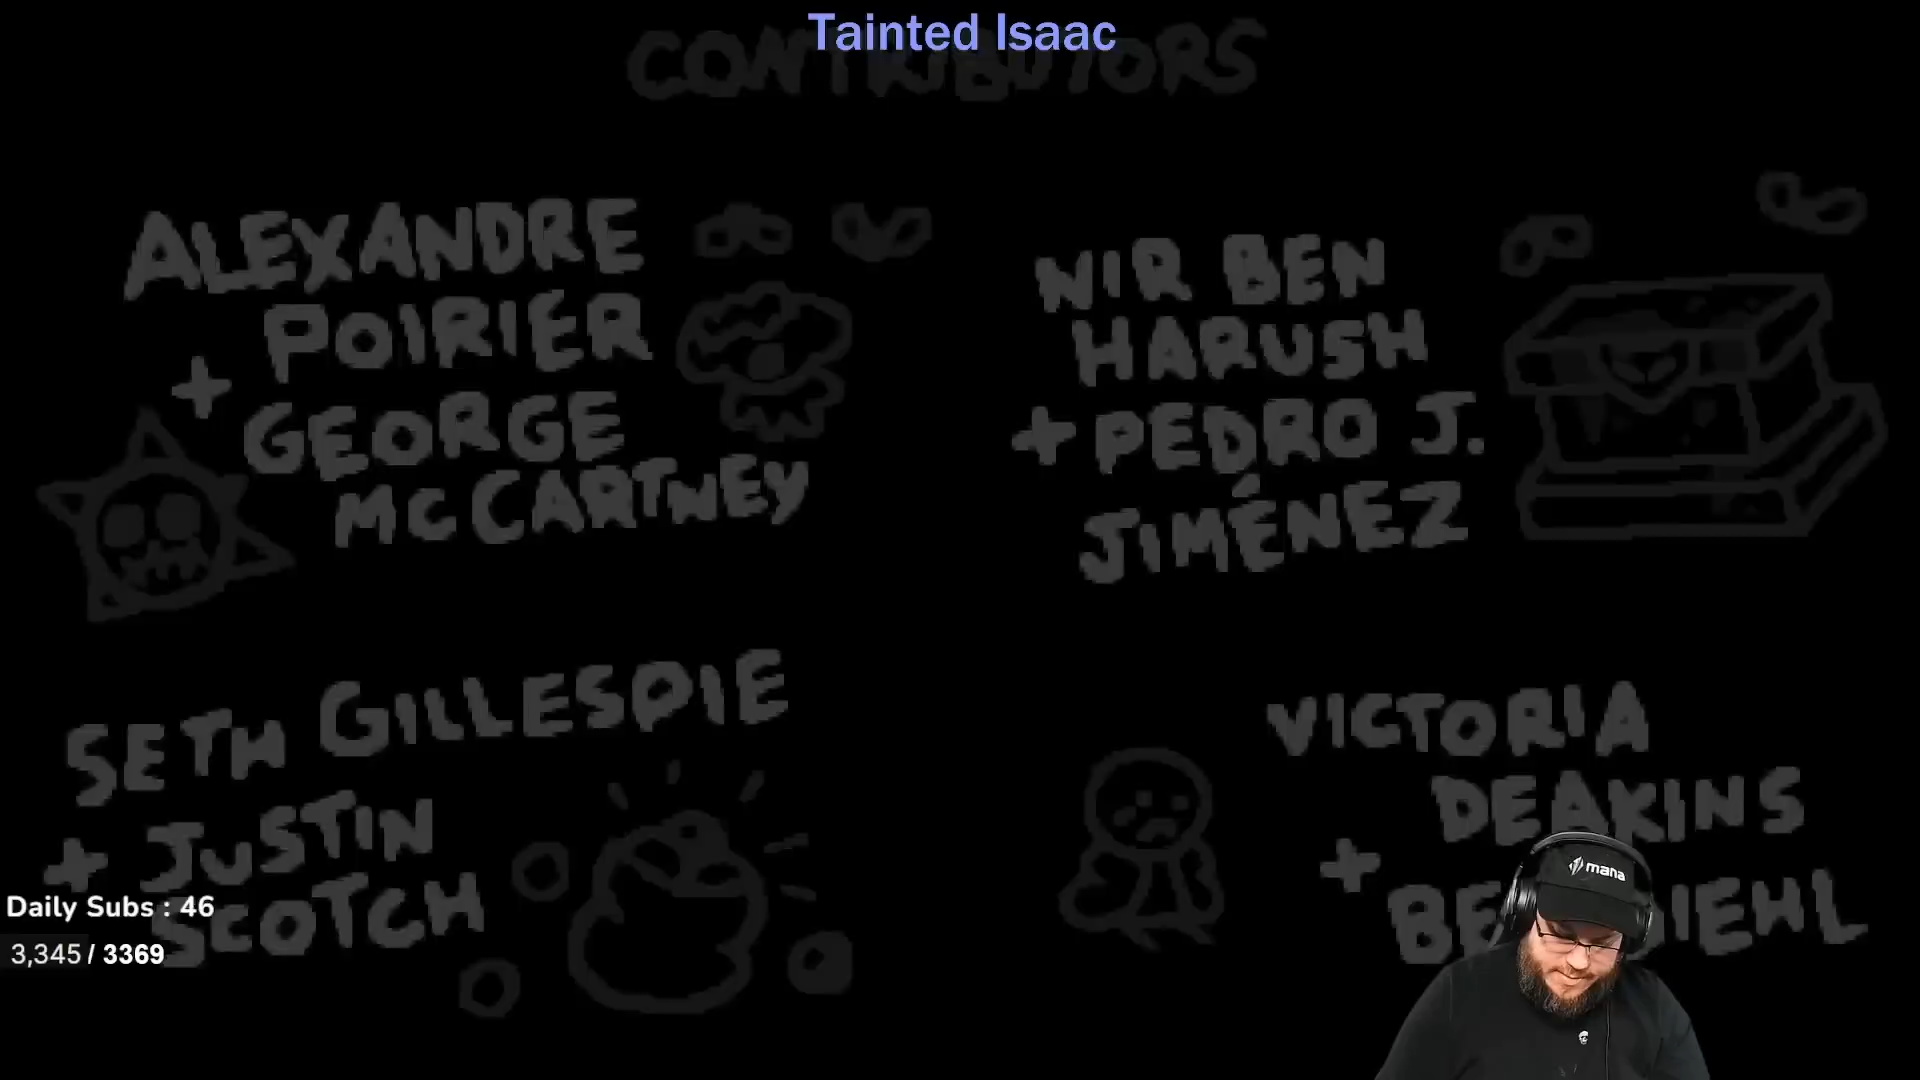 Tainted Isaac
CONTRIBUTORS
ALEXANDRE
POIRIER
+ GEORGE
MCCARTNEY
NIR BEN
HARUSH
+ PEDRO J.
JIMÉNEZ
SETH GILLESPIE
+ JUSTIN
SCOTCH
VICTORIA
DEAKINS
+
Daily Subs : 46
3,345 / 3369
mana